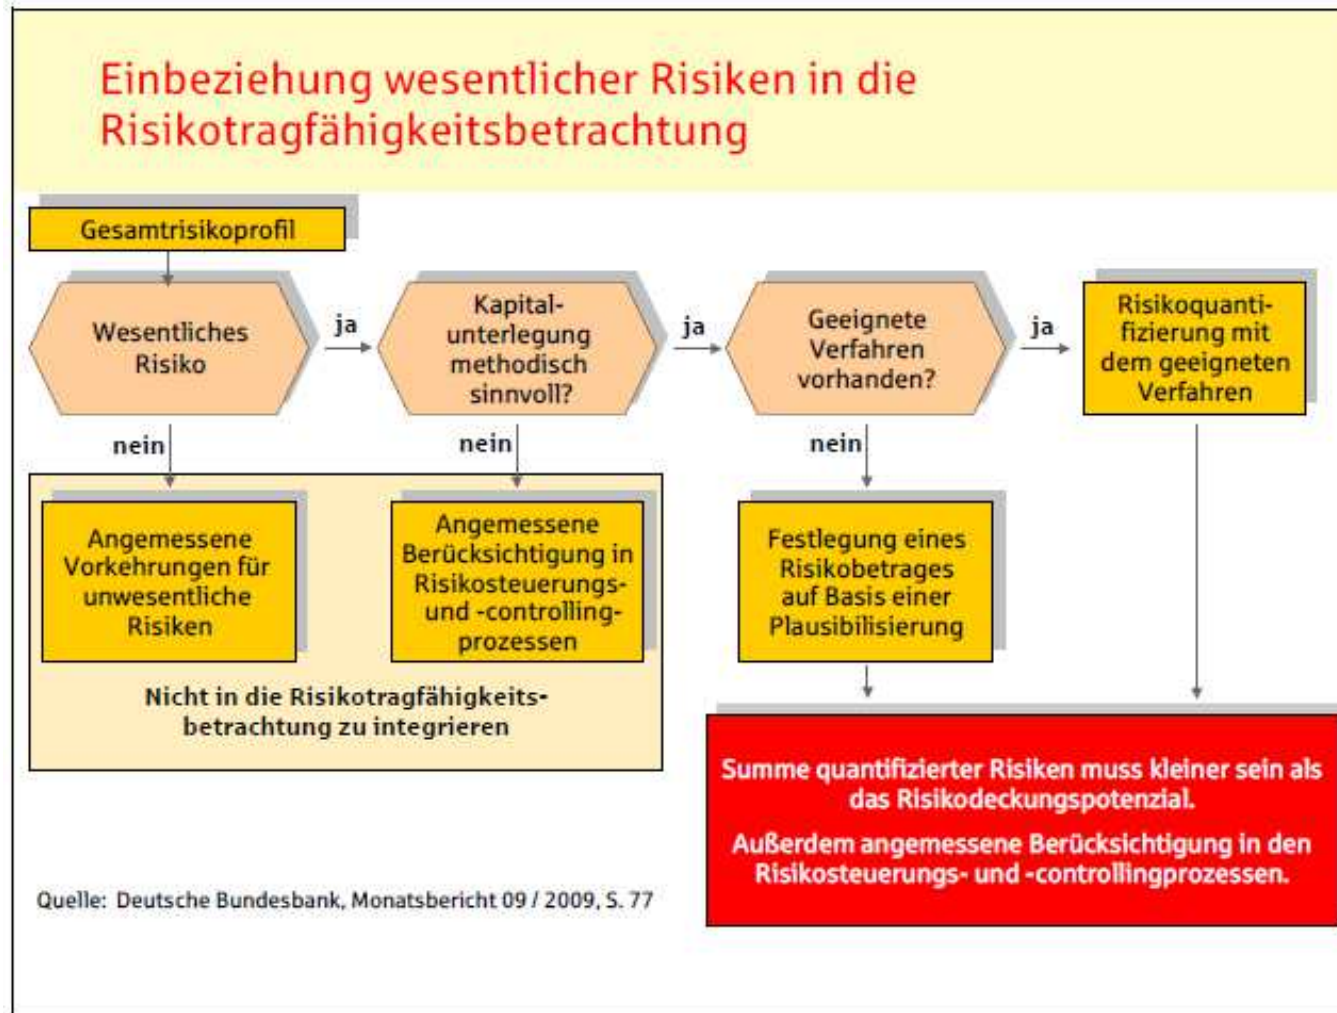 Einbeziehung wesentlicher Risiken in die
Risikotragfähigkeitsbetrachtung
Gesamtrisikoprofil
Wesentliches
Risiko
ja
Kapital-
unterlegung
methodisch
sinnvoll?
ja
Geeignete
Verfahren
vorhanden?
ja
Risikoquanti-
fizierung mit
dem geeigneten
Verfahren
nein
nein
nein
Angemessene
Vorkehrungen für
unwesentliche
Risiken
Angemessene
Berücksichtigung in
Risikosteuerungs-
und -controlling-
prozessen
Festlegung eines
Risikobetrages
auf Basis einer
Plausibilisierung
Nicht in die Risikotragfähigkeits-
betrachtung zu integrieren
Summe quantifizierter Risiken muss kleiner sein als
das Risikodeckungspotenzial.
Außerdem angemessene Berücksichtigung in den
Risikosteuerungs- und -controllingprozessen.
Quelle: Deutsche Bundesbank, Monatsbericht 09 / 2009, S. 77